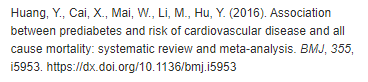 Huang, Y., Cai, X., Mai, W., Li, M., Hu, Y. (2016). Association
between prediabetes and risk of cardiovascular disease and all
cause mortality: systematic review and meta-analysis. BMJ, 355,
i5953. https://dx.doi.org/10.1136/bmj.i5953